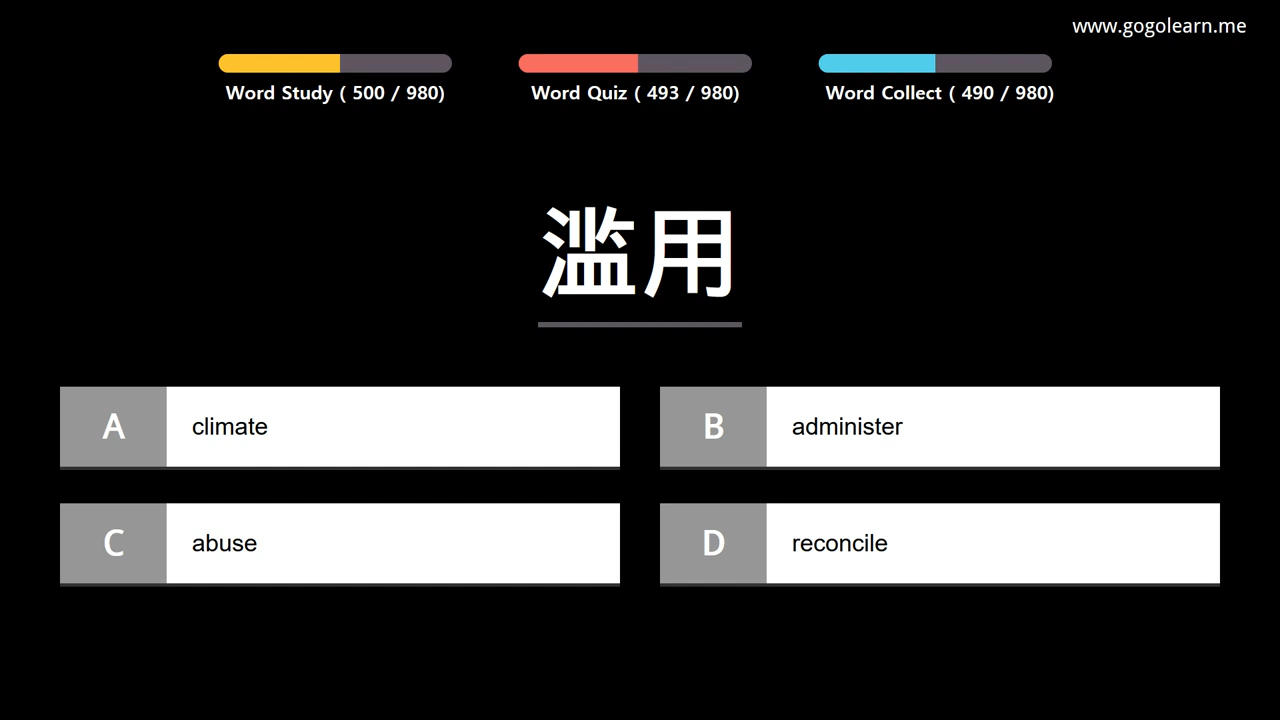 www.gogolearn.me
Word Study ( 500 / 980)
Word Quiz ( 493 / 980)
Word Collect ( 490 / 980)
滥用
A climate
B administer
C abuse
D reconcile